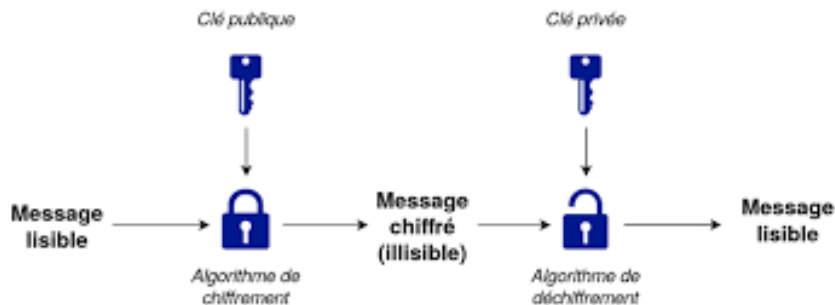 Clé publique
Clé privée
Message
lisible
Message
chiffré
(illisible)
Message
lisible
Algorithme de
chiffrement
Algorithme de
déchiffrement